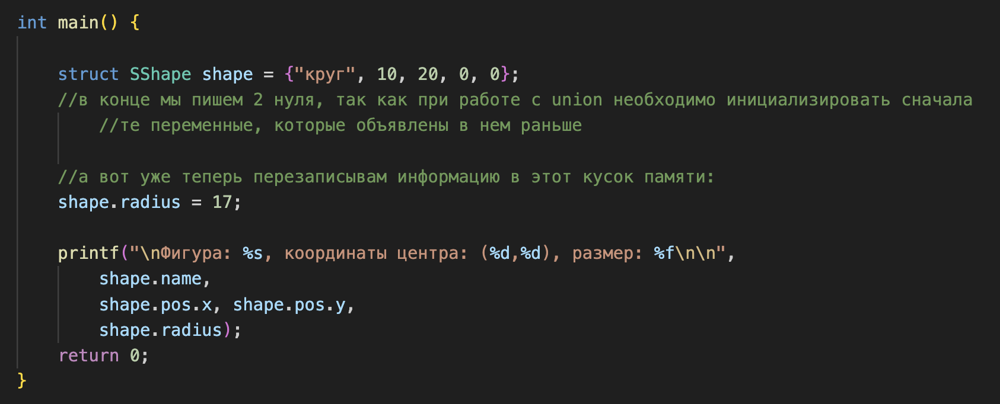 int main() {
struct SShape shape = {"круг", 10, 20, 0, 0};
//в конце мы пишем 2 нуля, так как при работе с union необходимо инициализировать сначала
//те переменные, которые объявлены в нем раньше
//а вот уже теперь перезаписывам информацию в этот кусок памяти:
shape.radius = 17;
printf("\nФигура: %s, координаты центра: (%d,%d), размер: %f\n\n",
shape.name,
shape.pos.x, shape.pos.y,
shape.radius);
return 0;
}